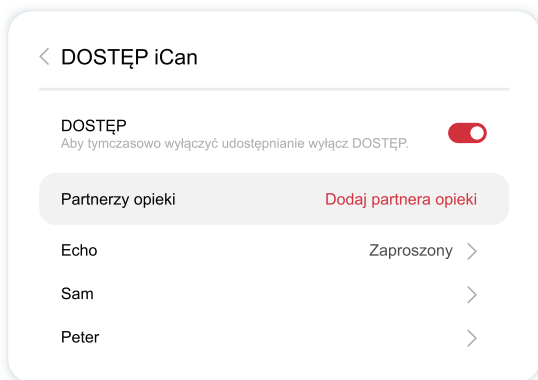 DOSTĘP iCan
DOSTĘP
Aby tymczasowo wyłączyć udostępnianie wyłącz DOSTĘP.
Partnerzy opieki Dodaj partnera opieki
Echo Zaproszony
Sam
Peter